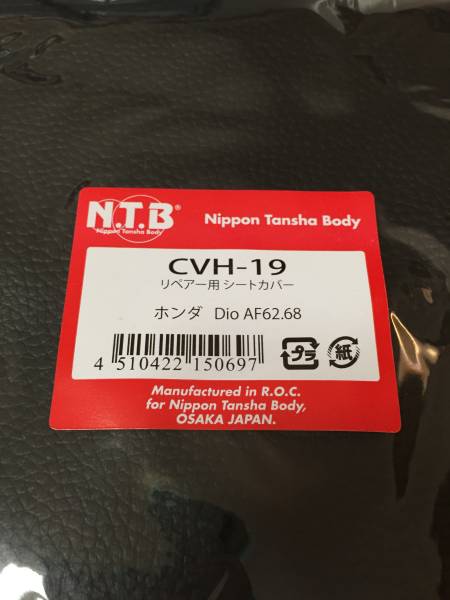 N.T.B®
Nippon Tansha Body
Nippon Tansha Body
CVH-19
リペアー用 シートカバー
ホンダ Dio AF62.68
4 510422 150697
プラ
紙
Manufactured in R.O.C.
for Nippon Tansha Body,
OSAKA JAPAN.